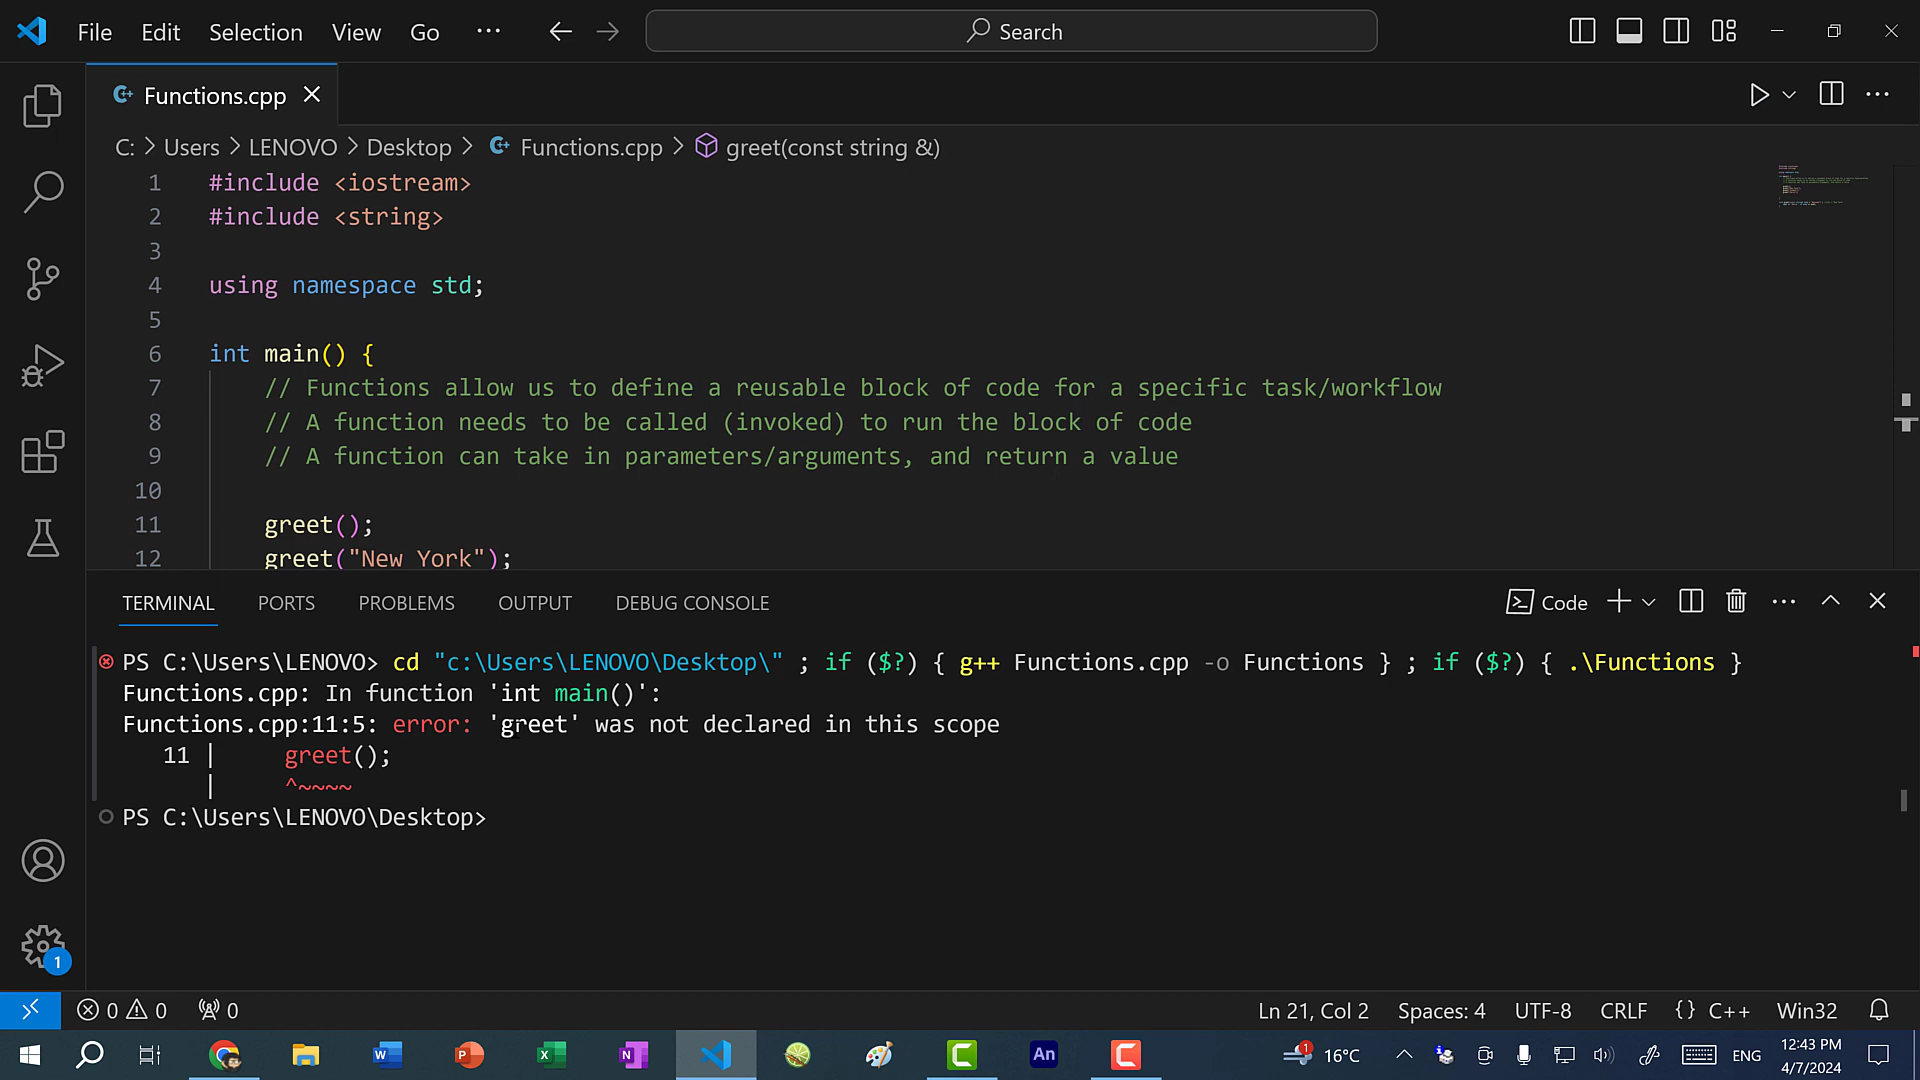 File Edit Selection View Go ··· Search
Functions.cpp
C: > Users > LENOVO > Desktop > Functions.cpp > greet(const string &)
1 #include <iostream>
2 #include <string>
3
4 using namespace std;
5
6 int main() {
7 // Functions allow us to define a reusable block of code for a specific task/workflow
8 // A function needs to be called (invoked) to run the block of code
9 // A function can take in parameters/arguments, and return a value
10
11 greet();
12 greet("New York");
TERMINAL PORTS PROBLEMS OUTPUT DEBUG CONSOLE Code
PS C:\Users\LENOVO> cd "c:\Users\LENOVO\Desktop\" ; if ($?) { g++ Functions.cpp -o Functions } ; if ($?) { .\Functions }
Functions.cpp: In function 'int main()':
Functions.cpp:11:5: error: 'greet' was not declared in this scope
11 | greet();
| ^~~~~
PS C:\Users\LENOVO\Desktop>
1
0 0 0 Ln 21, Col 2 Spaces: 4 UTF-8 CRLF {} C++ Win32
W P X N An 1 16°C ENG 12:43 PM
4/7/2024